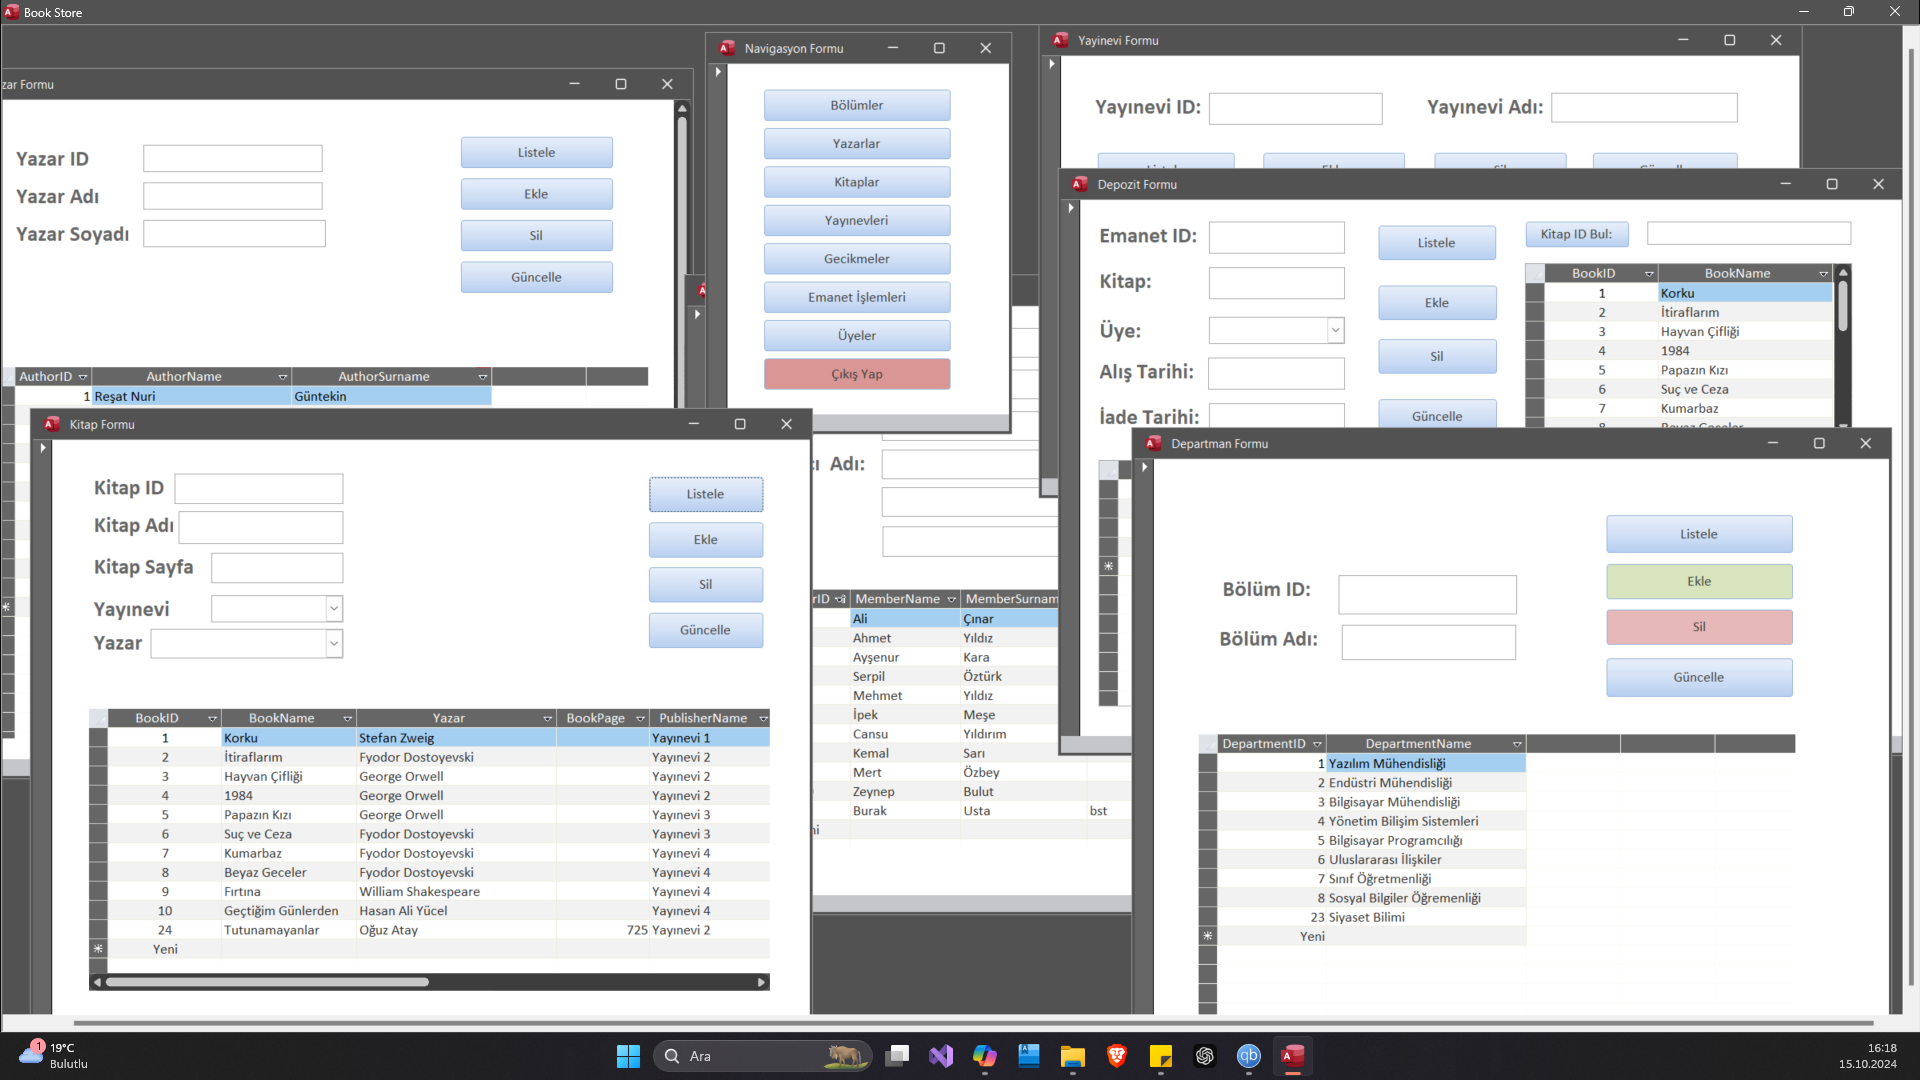 Book Store
zar Formu
Yazar ID
Yazar Adı
Yazar Soyadı
Listele
Ekle
Sil
Güncelle
AuthorID AuthorName AuthorSurname
1 Reşat Nuri Güntekin
Navigasyon Formu
Bölümler
Yazarlar
Kitaplar
Yayınevleri
Gecikmeler
Emanet İşlemleri
Üyeler
Çıkış Yap
Yayinevi Formu
Yayınevi ID:
Yayınevi Adı:
Depozit Formu
Emanet ID:
Kitap:
Üye:
Alış Tarihi:
İade Tarihi:
Listele
Ekle
Sil
Güncelle
Kitap ID Bul:
BookID BookName
1 Korku
2 İtiraflarım
3 Hayvan Çifliği
4 1984
5 Papazın Kızı
6 Suç ve Ceza
7 Kumarbaz
8 Beyaz Geceler
Kitap Formu
Kitap ID
Kitap Adı
Kitap Sayfa
Yayınevi
Yazar
Listele
Ekle
Sil
Güncelle
BookID BookName Yazar BookPage PublisherName
1 Korku Stefan Zweig Yayınevi 1
2 İtiraflarım Fyodor Dostoyevski Yayınevi 2
3 Hayvan Çifliği George Orwell Yayınevi 2
4 1984 George Orwell Yayınevi 2
5 Papazın Kızı George Orwell Yayınevi 3
6 Suç ve Ceza Fyodor Dostoyevski Yayınevi 3
7 Kumarbaz Fyodor Dostoyevski Yayınevi 4
8 Beyaz Geceler Fyodor Dostoyevski Yayınevi 4
9 Fırtına William Shakespeare Yayınevi 4
10 Geçtiğim Günlerden Hasan Ali Yücel Yayınevi 4
24 Tutunamayanlar Oğuz Atay 725 Yayınevi 2
Yeni
Adı:
rID MemberName MemberSurnam
Ali Çınar
Ahmet Yıldız
Ayşenur Kara
Serpil Öztürk
Mehmet Yıldız
İpek Meşe
Cansu Yıldırım
Kemal Sarı
Mert Özbey
Zeynep Bulut
Burak Usta bst
ni
Departman Formu
Bölüm ID:
Bölüm Adı:
Listele
Ekle
Sil
Güncelle
DepartmentID DepartmentName
1 Yazılım Mühendisliği
2 Endüstri Mühendisliği
3 Bilgisayar Mühendisliği
4 Yönetim Bilişim Sistemleri
5 Bilgisayar Programcılığı
6 Uluslararası İlişkiler
7 Sınıf Öğretmenliği
8 Sosyal Bilgiler Öğremenliği
23 Siyaset Bilimi
Yeni
1
19°C
Bulutlu
Ara
16:18
15.10.2024